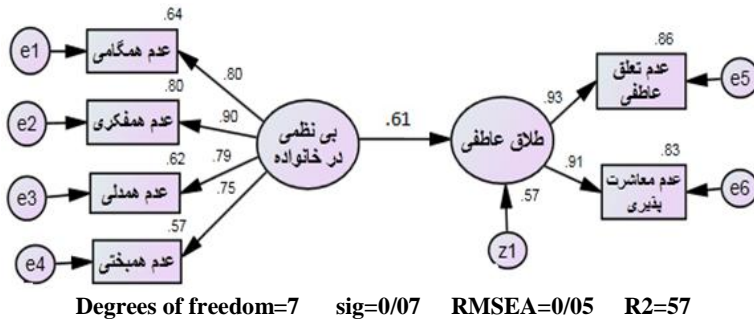 .64
e1
عدم همگامی
.80
.80
e2
عدم همفکری
.90
.62
e3
عدم همدلی
.79
.57
e4
عدم همبختی
.75
بی نظمی
در خانواده
.61
طلاق عاطفی
.57
z1
.93
.86
عدم تعلق
عاطفی
e5
.91
.83
عدم معاشرت
پذیری
e6
Degrees of freedom=7 sig=0/07 RMSEA=0/05 R2=57